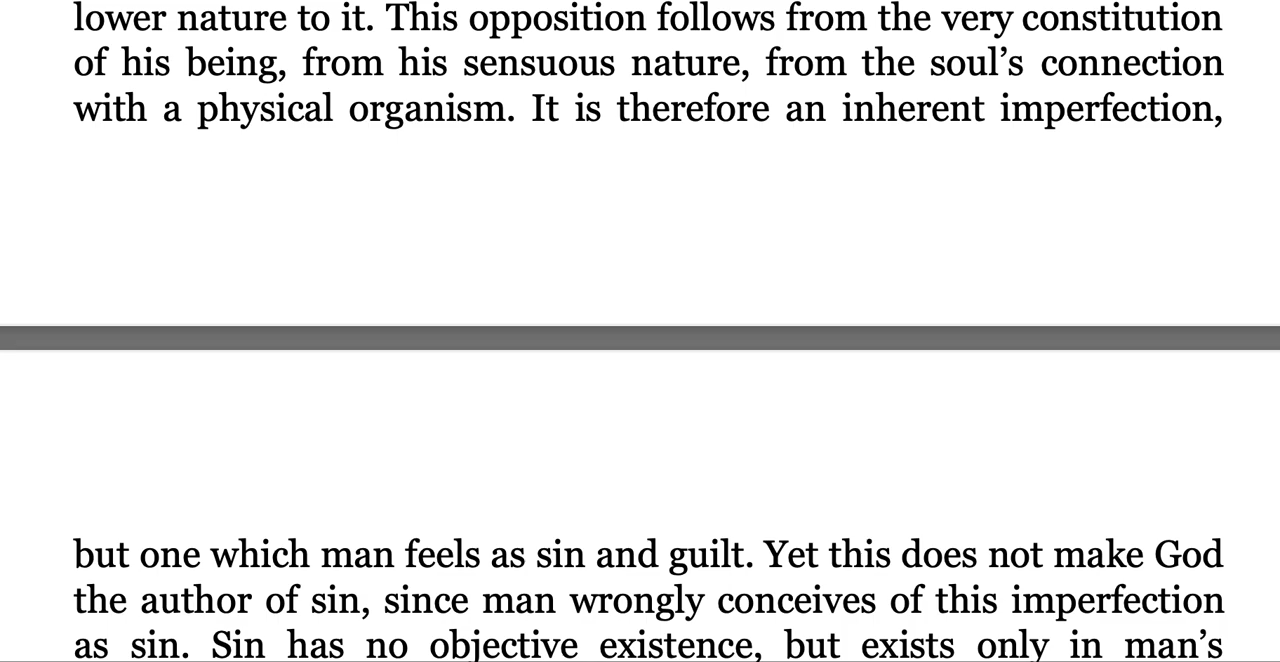 lower nature to it. This opposition follows from the very constitution
of his being, from his sensuous nature, from the soul’s connection
with a physical organism. It is therefore an inherent imperfection,
but one which man feels as sin and guilt. Yet this does not make God
the author of sin, since man wrongly conceives of this imperfection
as sin. Sin has no objective existence, but exists only in man’s